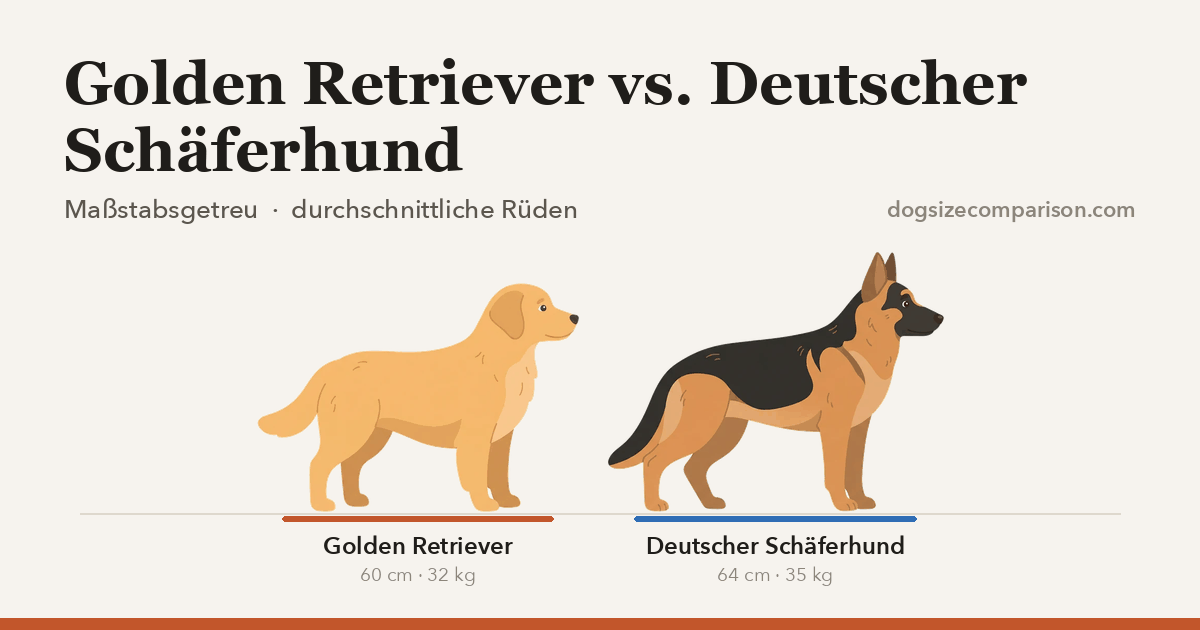 Golden Retriever vs. Deutscher
Schäferhund
Maßstabsgetreu · durchschnittliche Rüden
dogsizecomparison.com
Golden Retriever
60 cm · 32 kg
Deutscher Schäferhund
64 cm · 35 kg